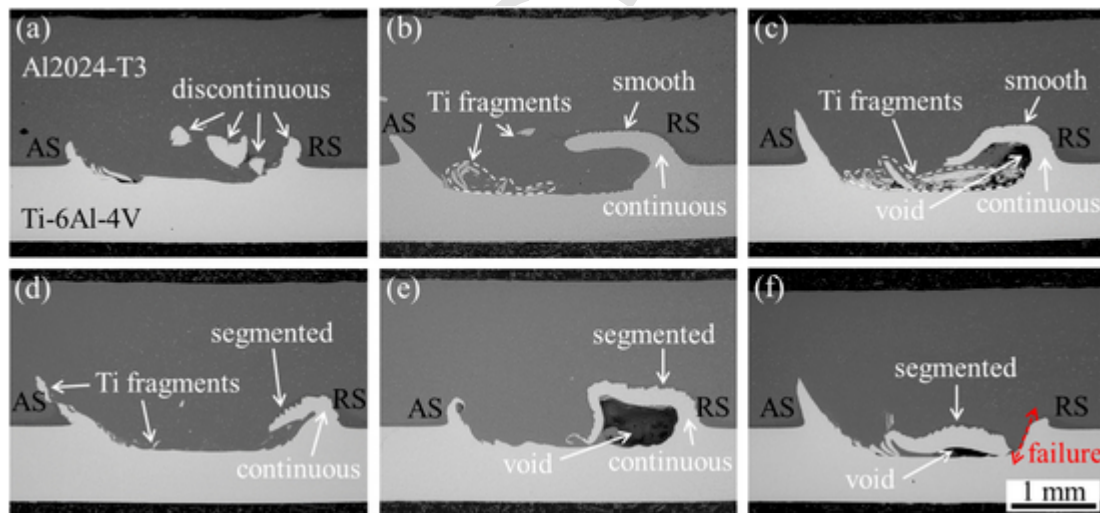 (a)
Al2024-T3
discontinuous
AS
RS
Ti-6Al-4V
(b)
smooth
Ti fragments
RS
AS
continuous
(c)
smooth
Ti fragments
RS
AS
void
continuous
(d)
segmented
Ti fragments
RS
AS
continuous
(e)
segmented
AS
RS
void
continuous
(f)
segmented
RS
AS
failure
void
1 mm